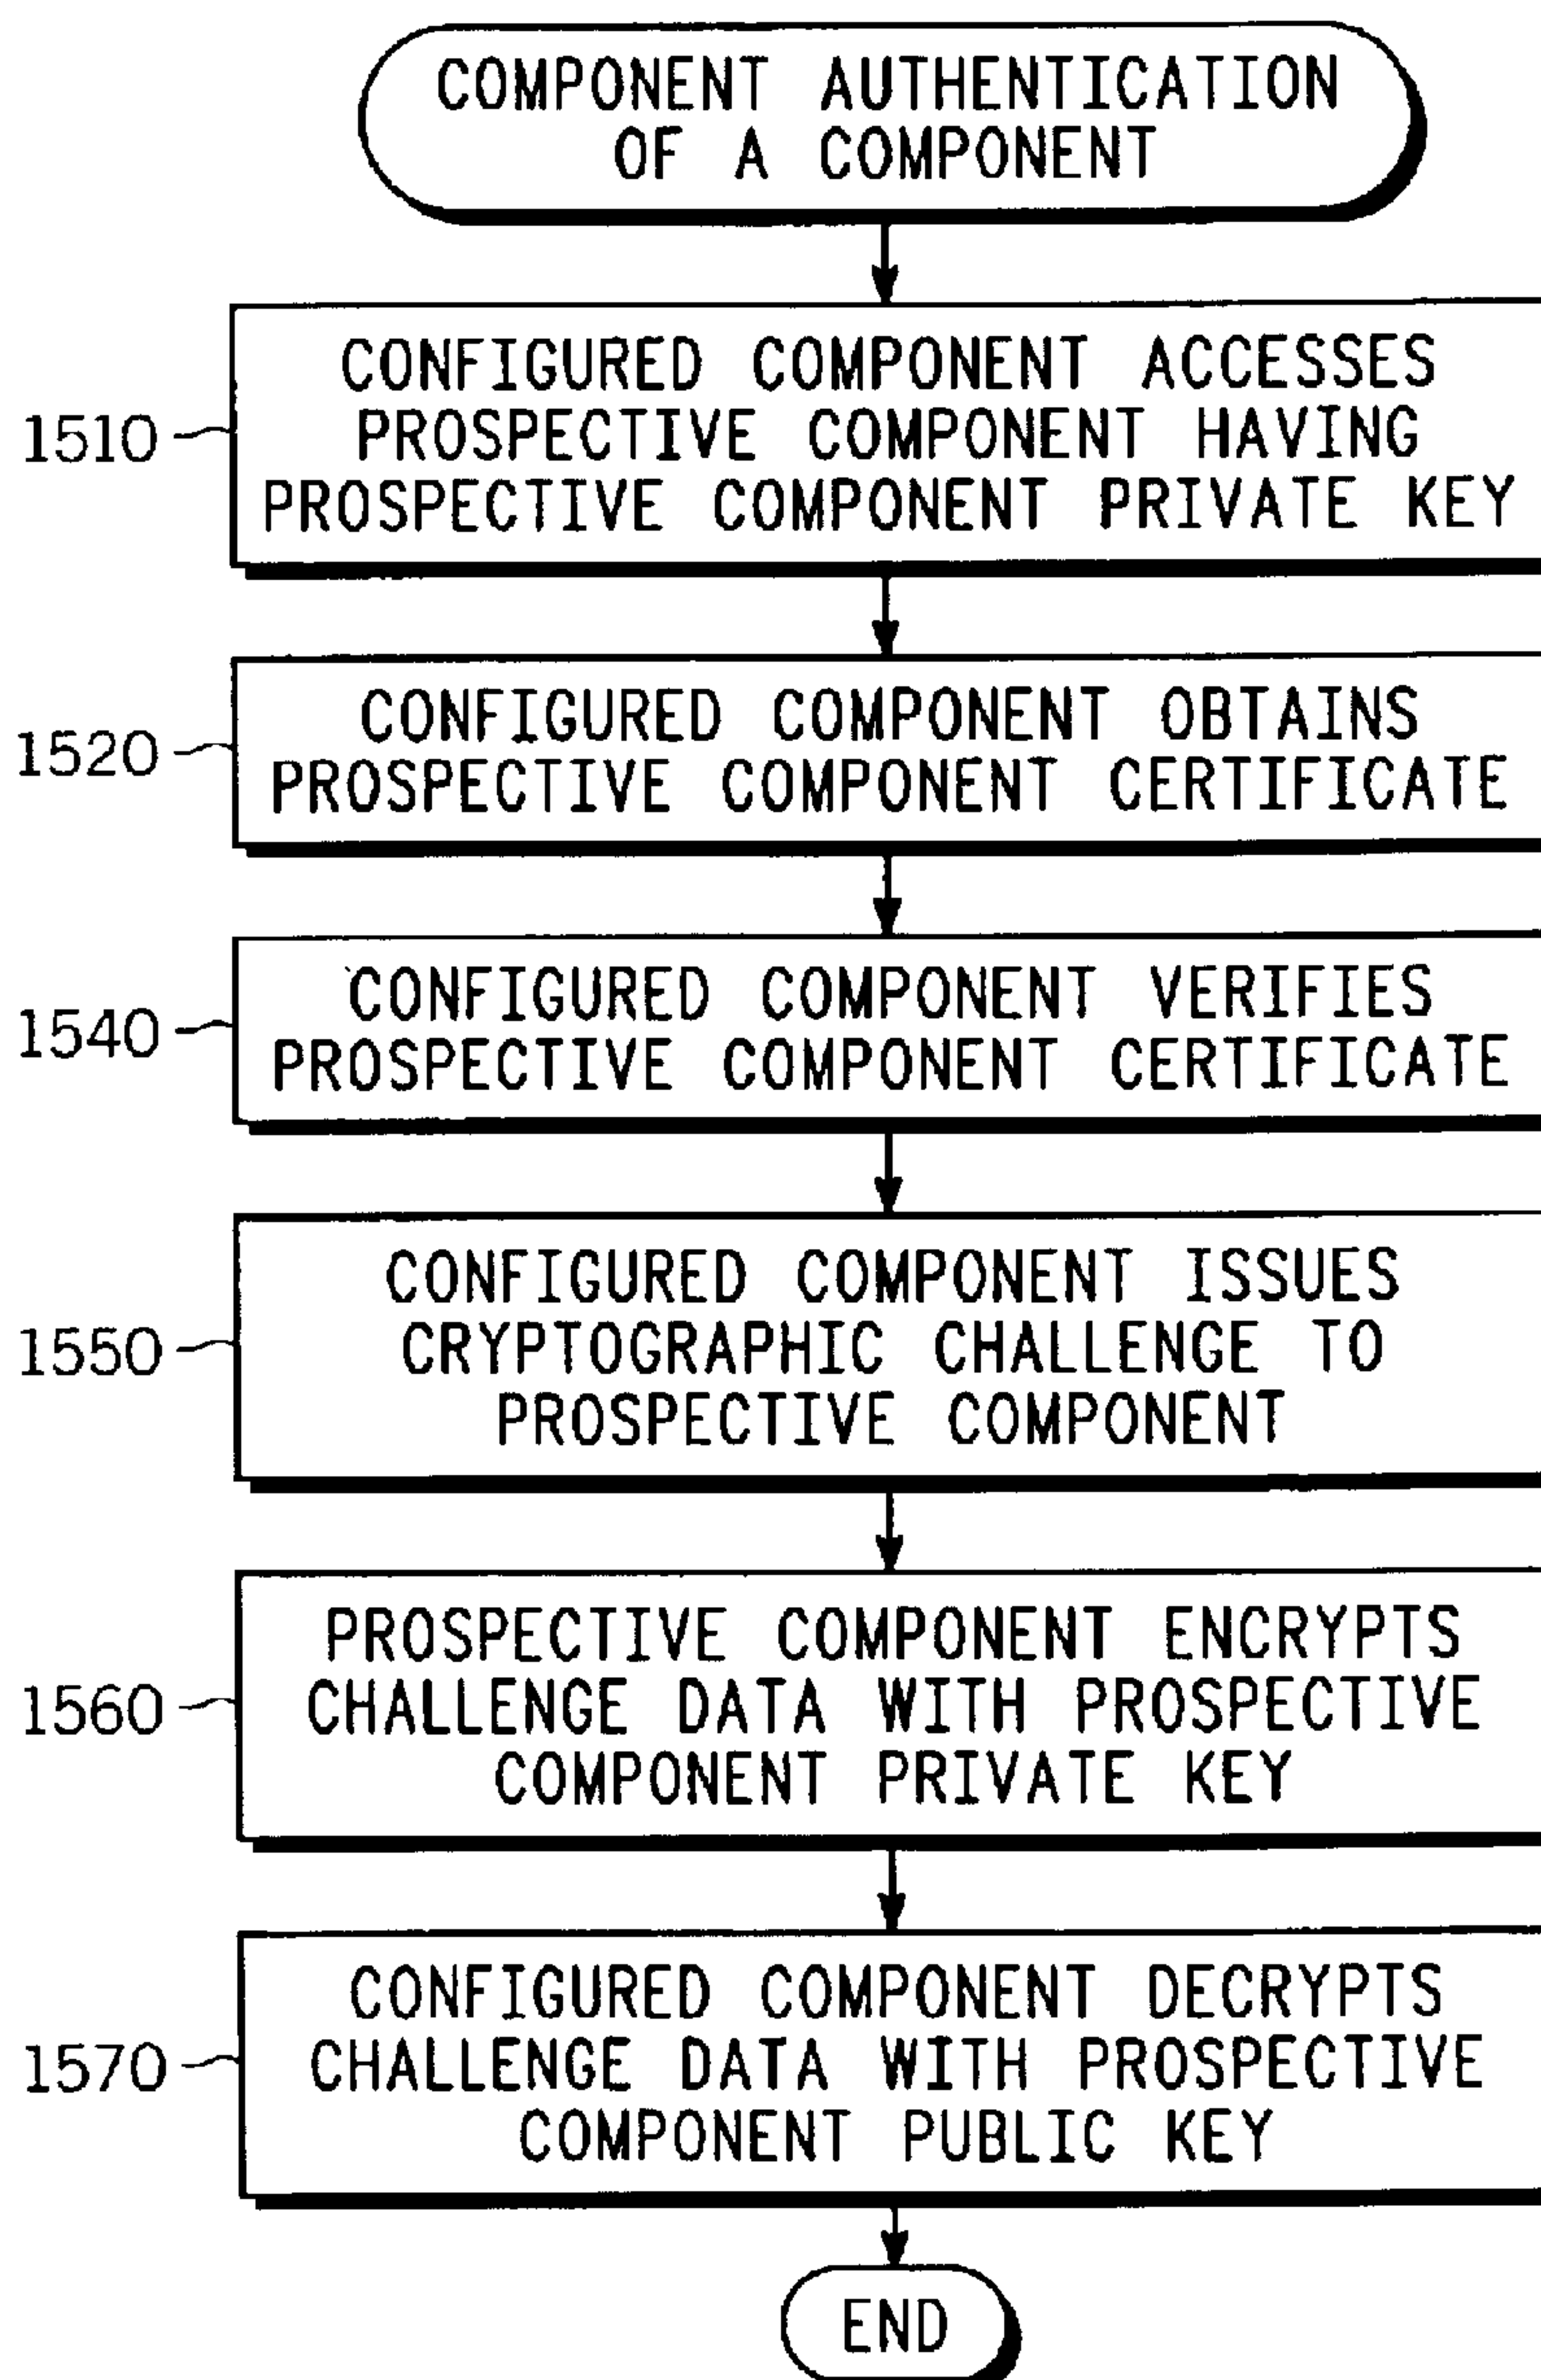 COMPONENT AUTHENTICATION
OF A COMPONENT
1510
CONFIGURED COMPONENT ACCESSES
PROSPECTIVE COMPONENT HAVING
PROSPECTIVE COMPONENT PRIVATE KEY
1520
CONFIGURED COMPONENT OBTAINS
PROSPECTIVE COMPONENT CERTIFICATE
1540
CONFIGURED COMPONENT VERIFIES
PROSPECTIVE COMPONENT CERTIFICATE
1550
CONFIGURED COMPONENT ISSUES
CRYPTOGRAPHIC CHALLENGE TO
PROSPECTIVE COMPONENT
1560
PROSPECTIVE COMPONENT ENCRYPTS
CHALLENGE DATA WITH PROSPECTIVE
COMPONENT PRIVATE KEY
1570
CONFIGURED COMPONENT DECRYPTS
CHALLENGE DATA WITH PROSPECTIVE
COMPONENT PUBLIC KEY
END